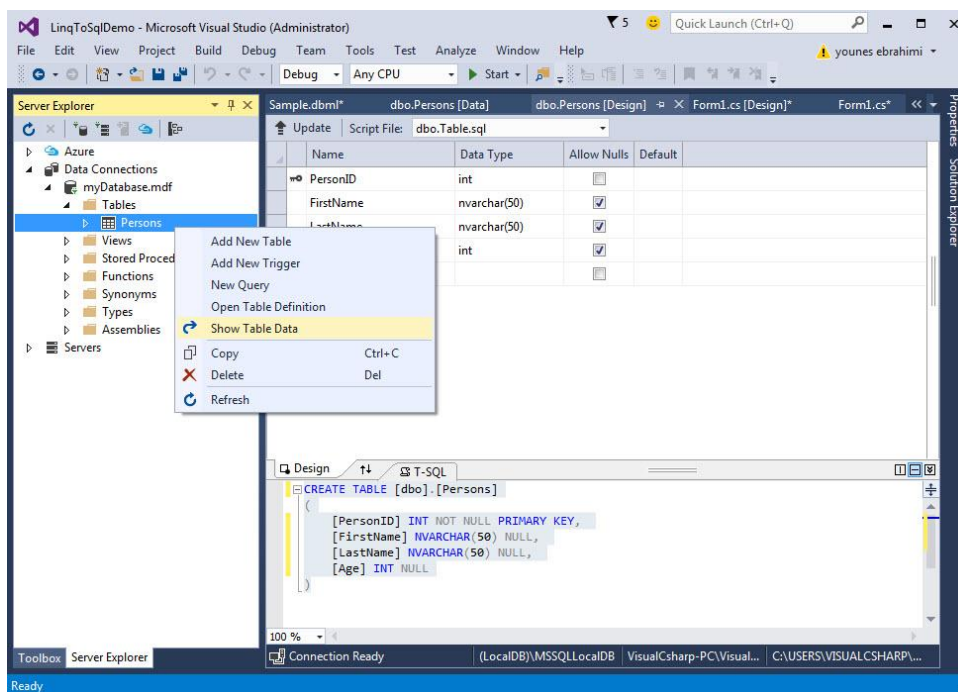 LinqToSqlDemo - Microsoft Visual Studio (Administrator)
5
Quick Launch (Ctrl+Q)
File Edit View Project Build Debug Team Tools Test Analyze Window Help
younes ebrahimi
Debug Any CPU Start
Server Explorer
Azure
Data Connections
myDatabase.mdf
Tables
Persons
Views
Stored Proced
Functions
Synonyms
Types
Assemblies
Servers
Add New Table
Add New Trigger
New Query
Open Table Definition
Show Table Data
Copy Ctrl+C
Delete Del
Refresh
Sample.dbml* dbo.Persons [Data] dbo.Persons [Design] Form1.cs [Design]* Form1.cs*
Update Script File: dbo.Table.sql
Name Data Type Allow Nulls Default
PersonID int
FirstName nvarchar(50)
LastName nvarchar(50)
int
Design T-SQL
CREATE TABLE [dbo].[Persons]
(
[PersonID] INT NOT NULL PRIMARY KEY,
[FirstName] NVARCHAR(50) NULL,
[LastName] NVARCHAR(50) NULL,
[Age] INT NULL
)
100 %
Connection Ready (LocalDB)\MSSQLLocalDB VisualCsharp-PC\Visual... C:\USERS\VISUALCSHARP\...
Properties
Solution Explorer
Toolbox Server Explorer
Ready